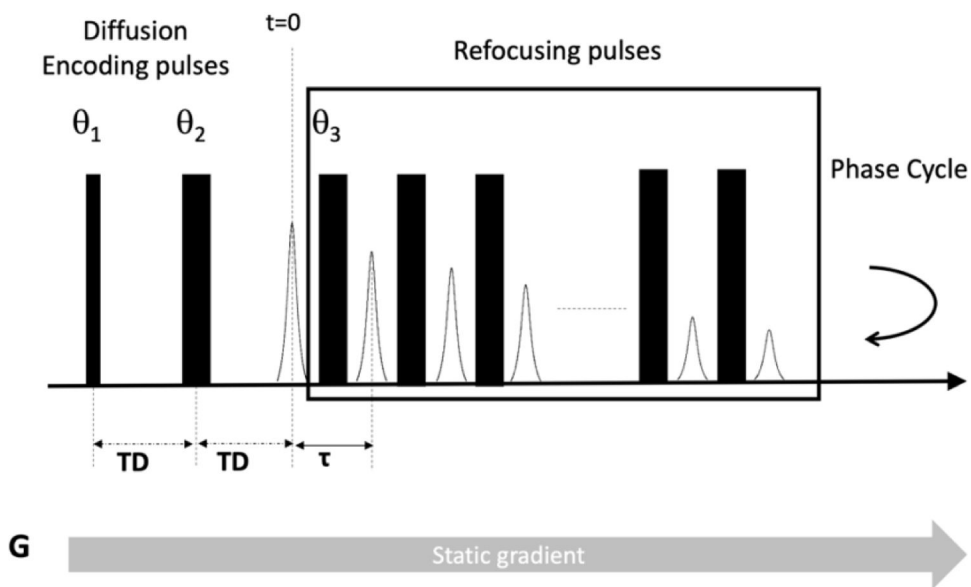 Diffusion
Encoding pulses
t=0
Refocusing pulses
θ1
θ2
θ3
Phase Cycle
TD
TD
τ
G
Static gradient